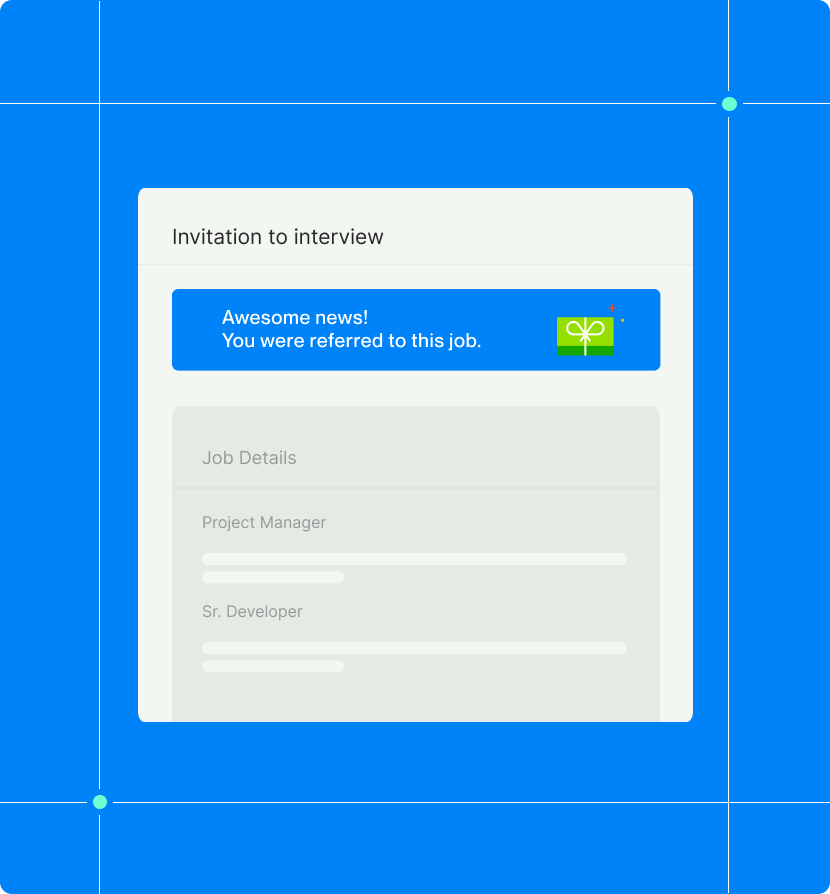 Invitation to interview
Awesome news!
You were referred to this job.
Job Details
Project Manager
Sr. Developer